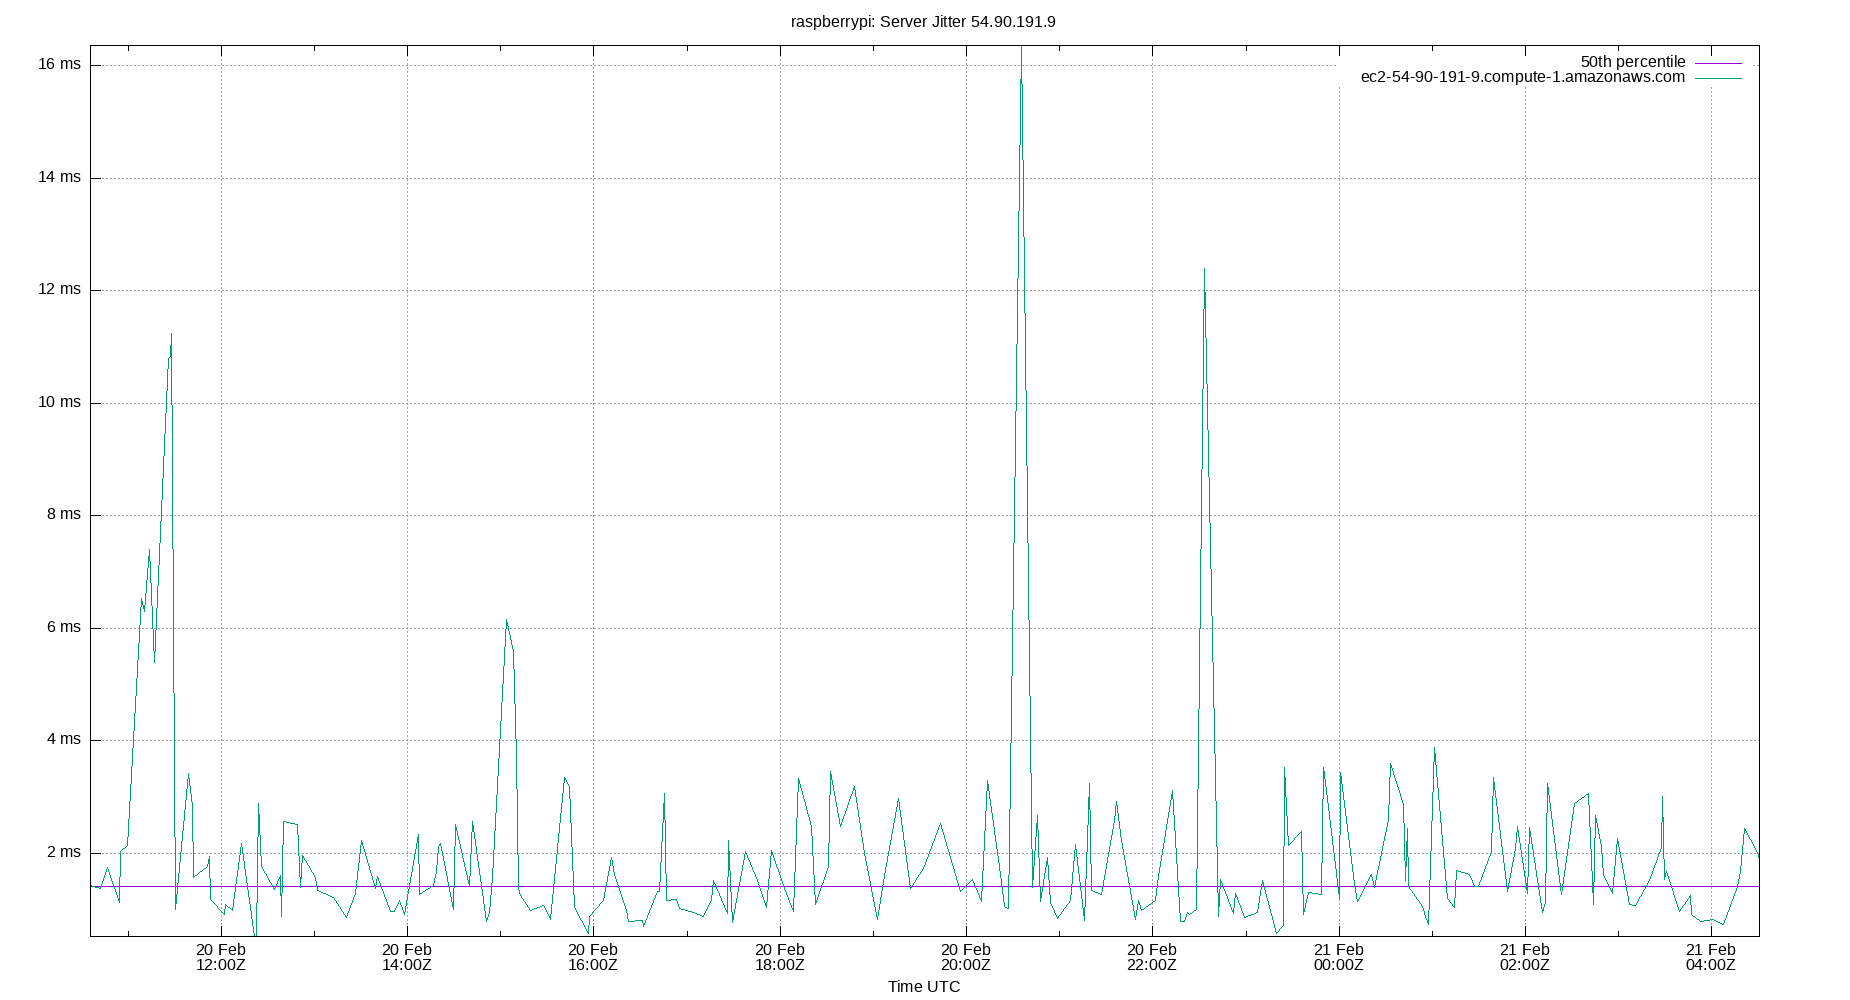 raspberrypi: Server Jitter 54.90.191.9
50th percentile
ec2-54-90-191-9.compute-1.amazonaws.com
16 ms
14 ms
12 ms
10 ms
8 ms
6 ms
4 ms
2 ms
20 Feb
12:00Z
20 Feb
14:00Z
20 Feb
16:00Z
20 Feb
18:00Z
20 Feb
20:00Z
20 Feb
22:00Z
21 Feb
00:00Z
21 Feb
02:00Z
21 Feb
04:00Z
Time UTC